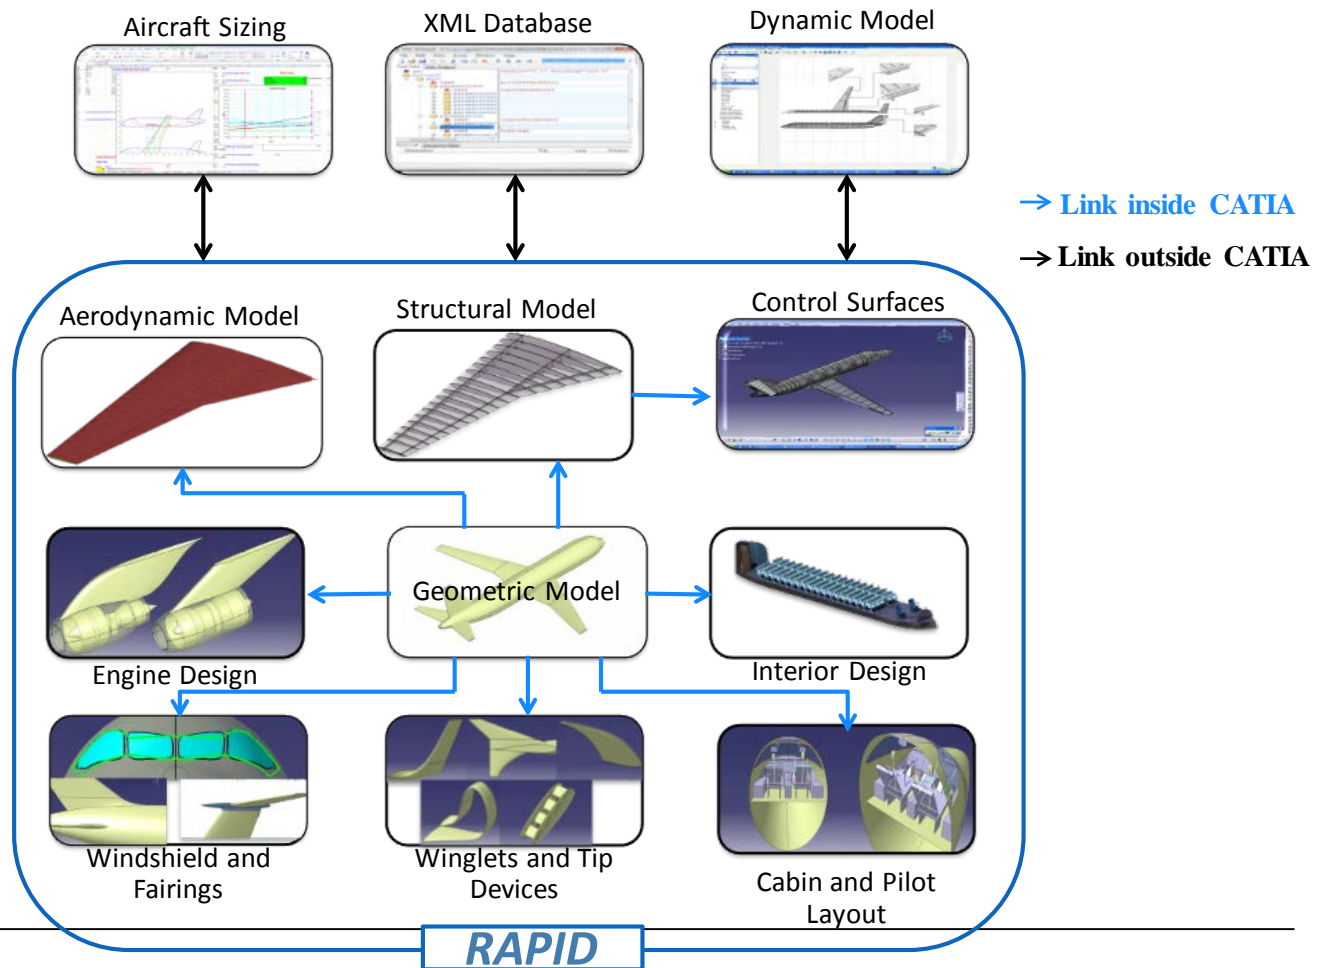 Aircraft Sizing
XML Database
Dynamic Model
Link inside CATIA
Link outside CATIA
Aerodynamic Model
Structural Model
Control Surfaces
Geometric Model
Engine Design
Interior Design
Windshield and
Fairings
Winglets and Tip
Devices
Cabin and Pilot
Layout
RAPID